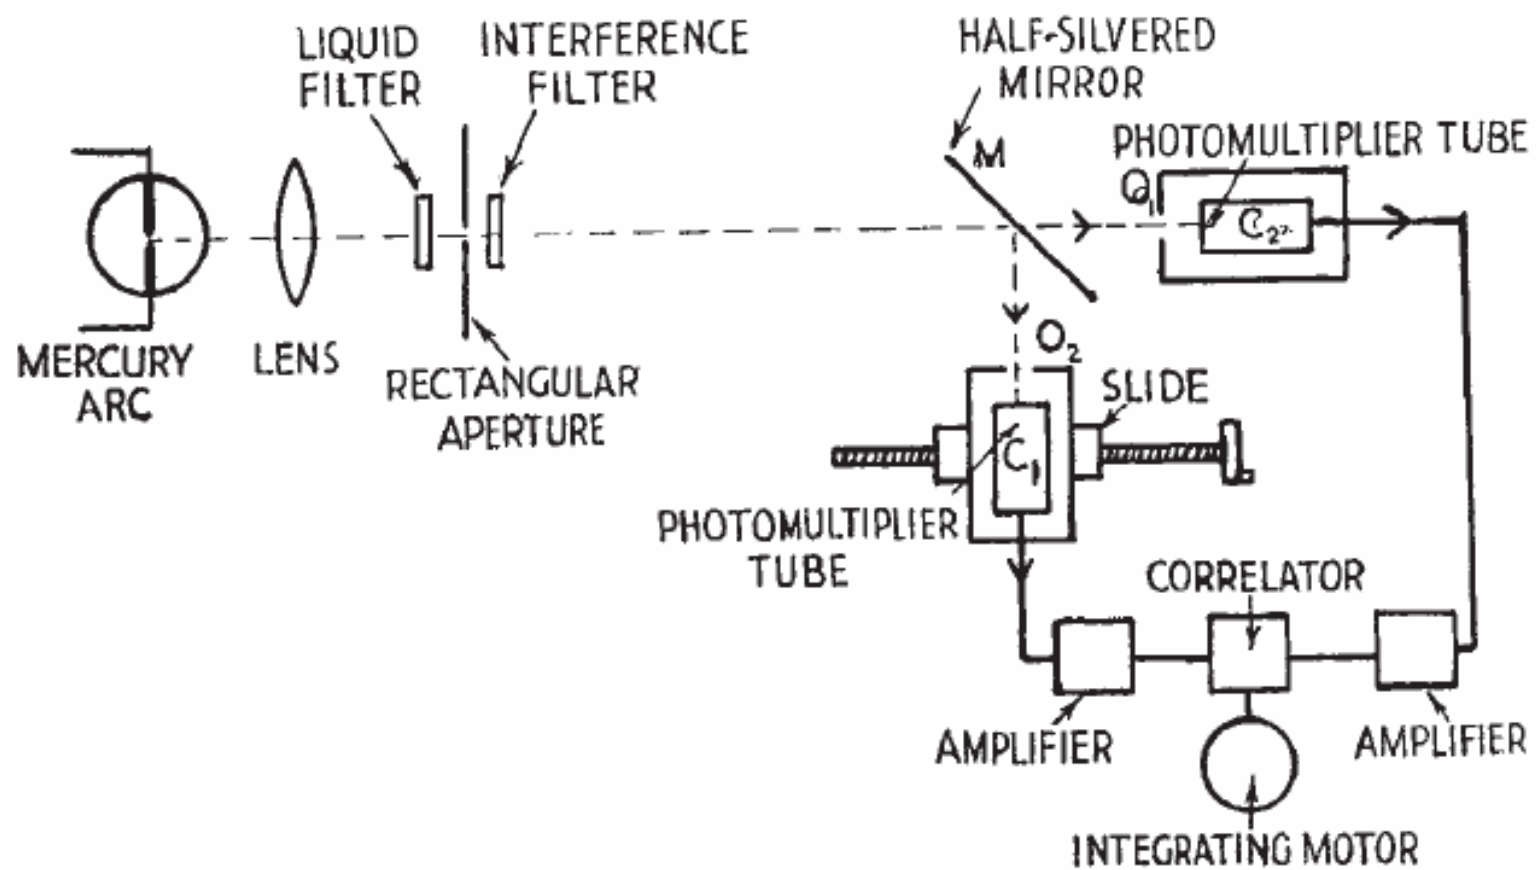 LIQUID
FILTER
INTERFERENCE
FILTER
HALF-SILVERED
MIRROR
M
PHOTOMULTIPLIER TUBE
Q₁
C₂
MERCURY
ARC
LENS
RECTANGULAR
APERTURE
O₂
SLIDE
C₁
PHOTOMULTIPLIER
TUBE
CORRELATOR
AMPLIFIER
AMPLIFIER
INTEGRATING MOTOR